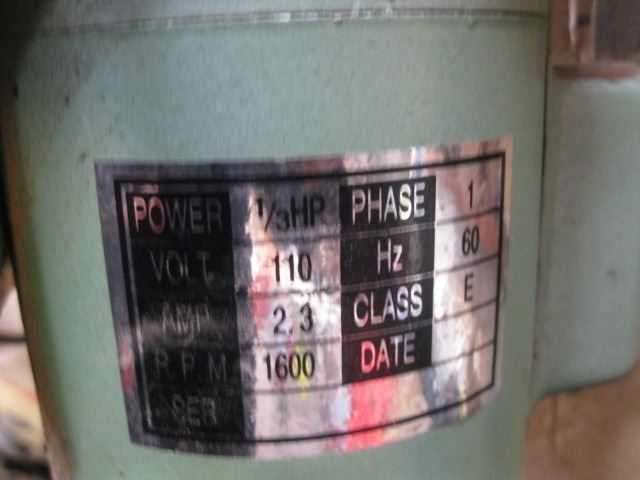 POWER 1/3HP PHASE 1
VOLT 110 Hz 60
AMP 2.3 CLASS E
R.P.M 1600 DATE
SER